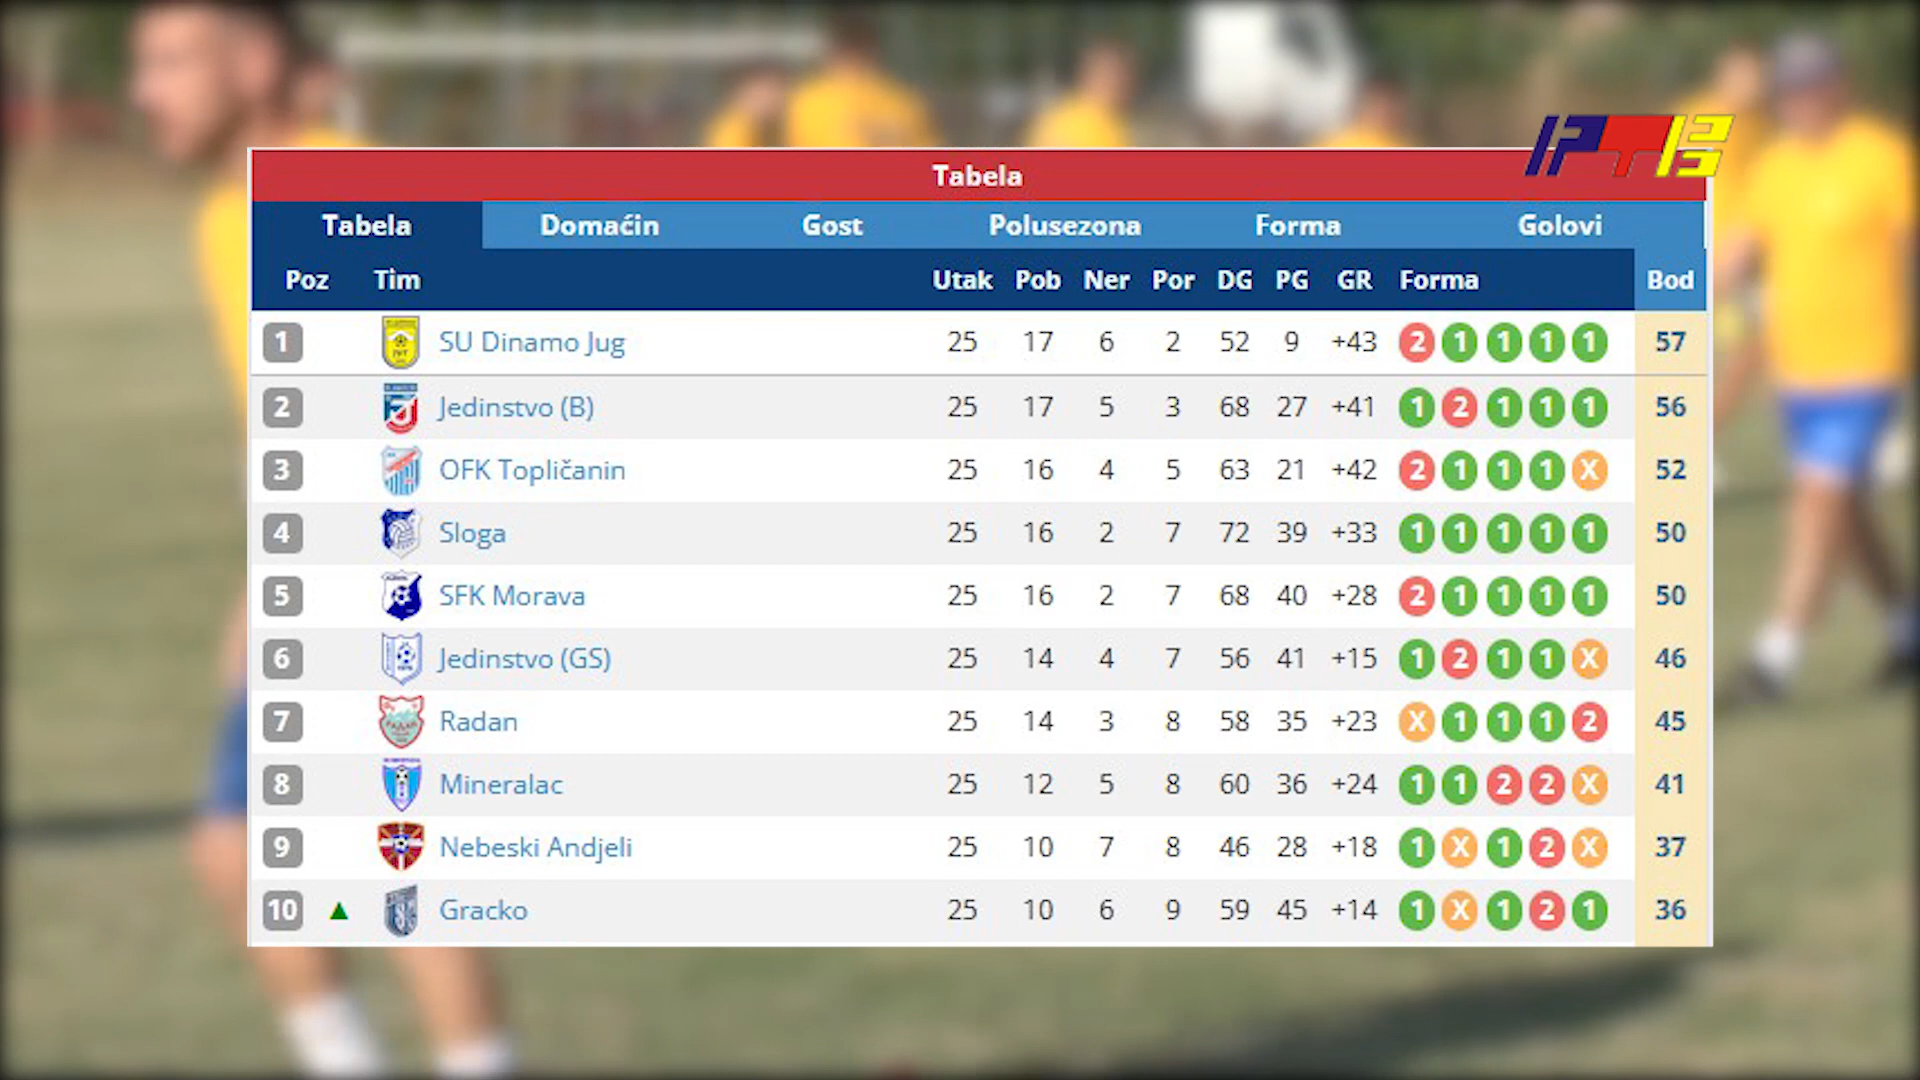 РТВ
Tabela
Tabela Domaćin Gost Polusezona Forma Golovi
Poz Tim Utak Pob Ner Por DG PG GR Forma Bod
1 SU Dinamo Jug 25 17 6 2 52 9 +43 2 1 1 1 1 57
2 Jedinstvo (B) 25 17 5 3 68 27 +41 1 2 1 1 1 56
3 OFK Topličanin 25 16 4 5 63 21 +42 2 1 1 1 X 52
4 Sloga 25 16 2 7 72 39 +33 1 1 1 1 1 50
5 SFK Morava 25 16 2 7 68 40 +28 2 1 1 1 1 50
6 Jedinstvo (GS) 25 14 4 7 56 41 +15 1 2 1 1 X 46
7 Radan 25 14 3 8 58 35 +23 X 1 1 1 2 45
8 Mineralac 25 12 5 8 60 36 +24 1 1 2 2 X 41
9 Nebeski Andjeli 25 10 7 8 46 28 +18 1 X 1 2 X 37
10 Gracko 25 10 6 9 59 45 +14 1 X 1 2 1 36